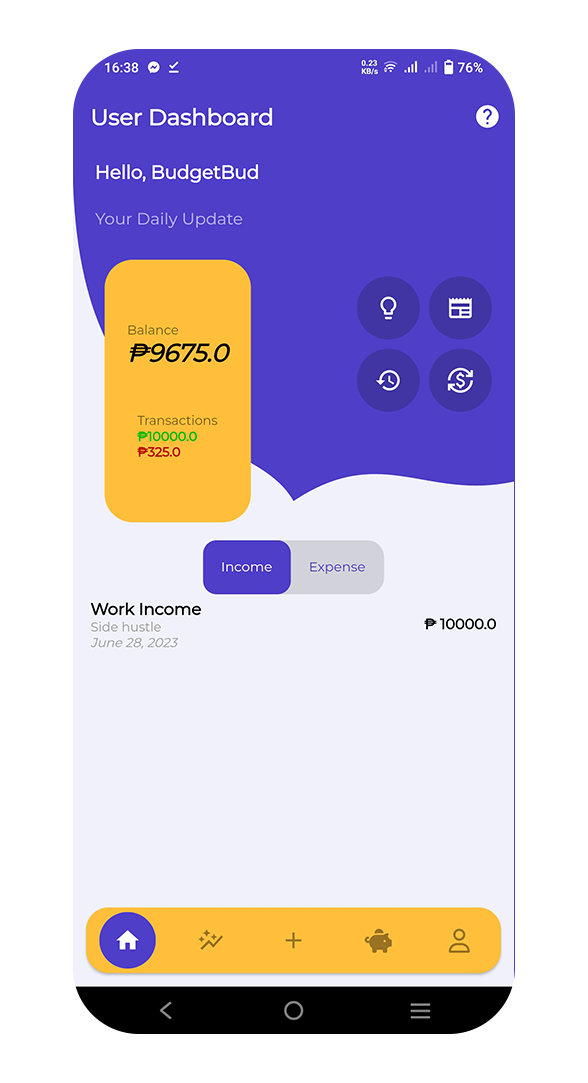 16:38 0.23 KB/s 76%
User Dashboard ?
Hello, BudgetBud
Your Daily Update
Balance
₱9675.0
Transactions
₱10000.0
₱325.0
Income Expense
Work Income
Side hustle
June 28, 2023
₱ 10000.0